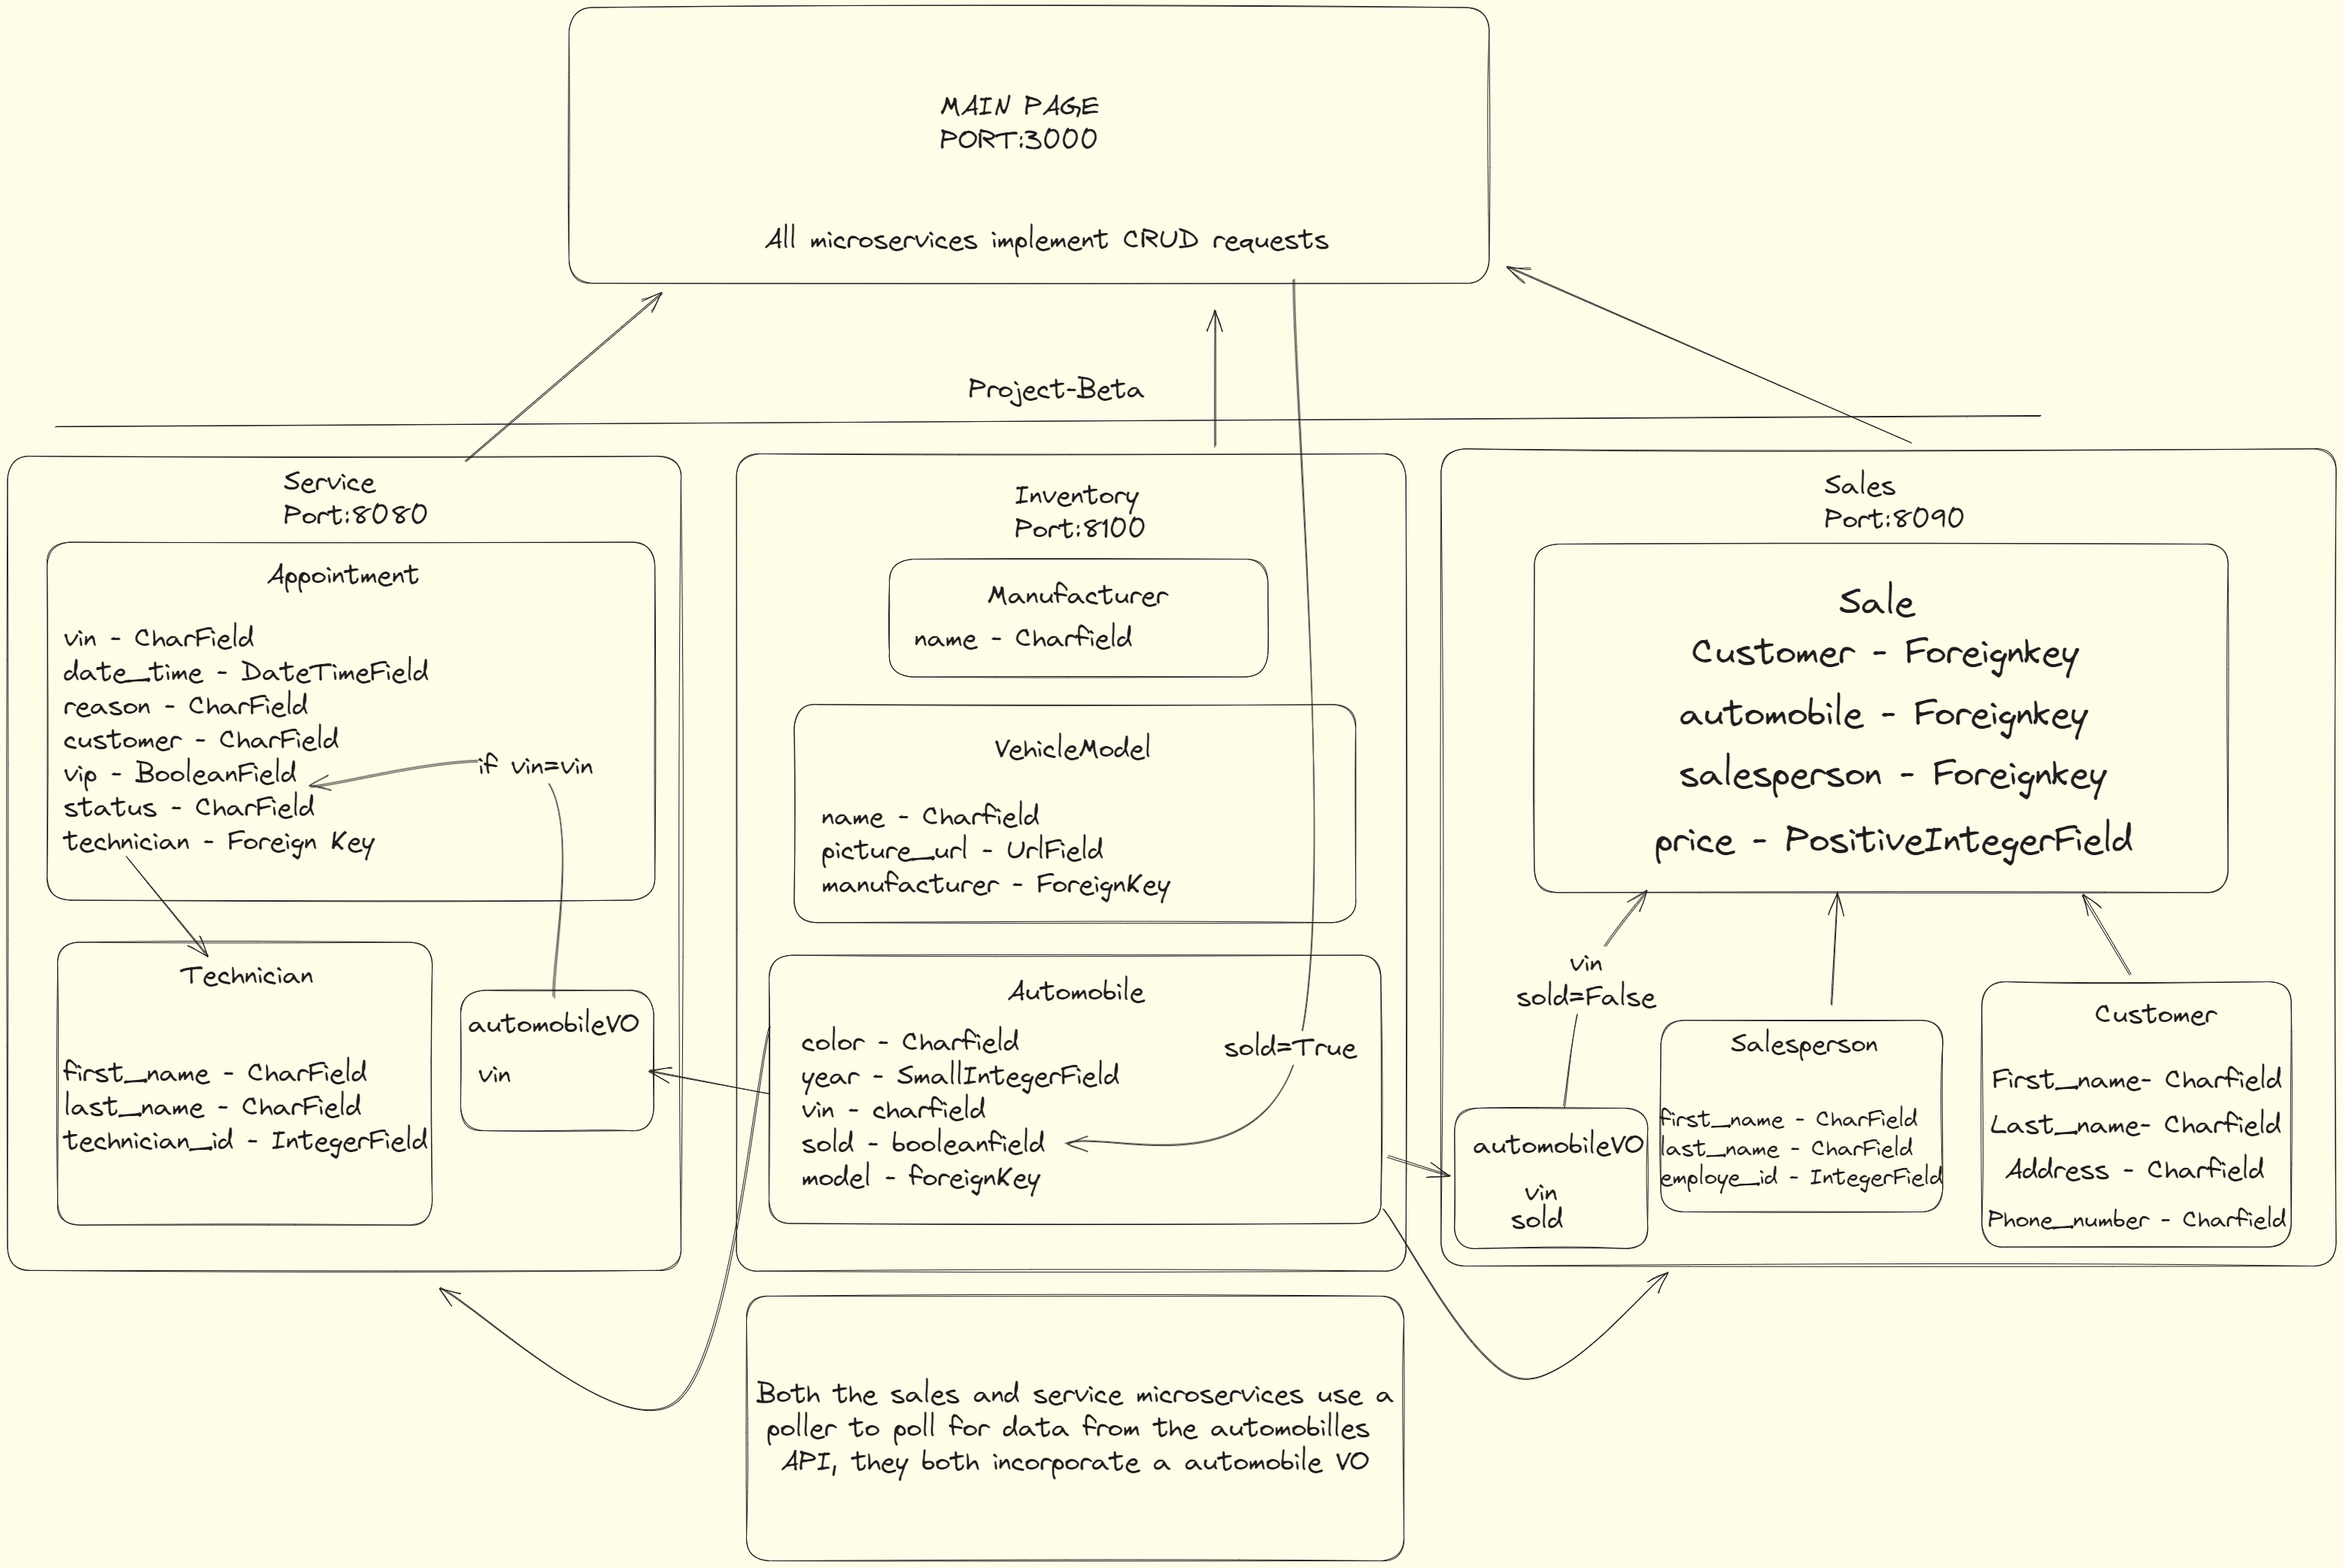 MAIN PAGE
PORT:3000
All microservices implement CRUD requests
Project-Beta
Service
Port:8080
Appointment
vin - CharField
date_time - DateTimeField
reason - CharField
customer - CharField
vip - BooleanField
status - CharField
technician - Foreign Key
if vin=vin
Technician
first_name - CharField
last_name - CharField
technician_id - IntegerField
automobileVO
vin
Inventory
Port:8100
Manufacturer
name - Charfield
VehicleModel
name - Charfield
picture_url - UrlField
manufacturer - ForeignKey
Automobile
color - Charfield
year - SmallIntegerField
vin - charfield
sold - booleanfield
model - foreignKey
sold=True
Sales
Port:8090
Sale
Customer - Foreignkey
automobile - Foreignkey
salesperson - Foreignkey
price - PositiveIntegerField
vin
sold=False
automobileVO
vin
sold
Salesperson
first_name - CharField
last_name - CharField
employe_id - IntegerField
Customer
First_name- Charfield
Last_name- Charfield
Address - Charfield
Phone_number - Charfield
Both the sales and service microservices use a
poller to poll for data from the automobilles
API, they both incorporate a automobile VO